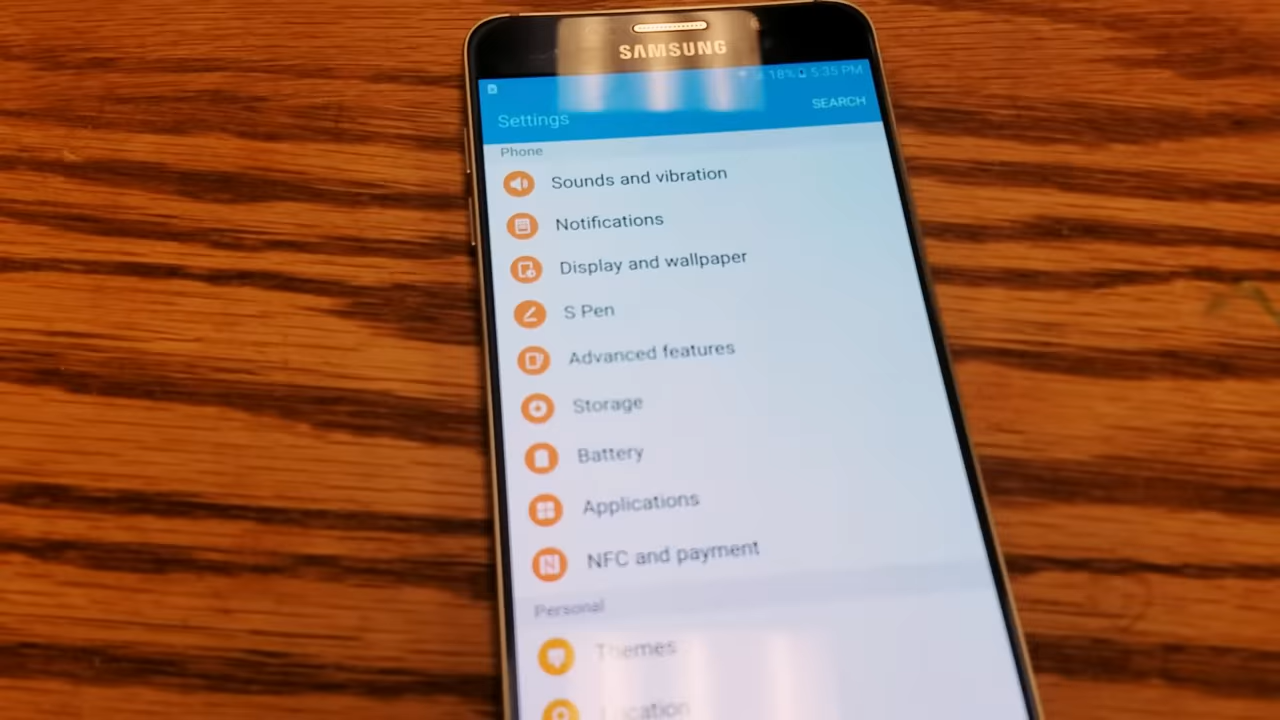 SAMSUNG
18% 5:35 PM
Settings
SEARCH
Phone
Sounds and vibration
Notifications
Display and wallpaper
S Pen
Advanced features
Storage
Battery
Applications
NFC and payment
Personal
Themes
Location